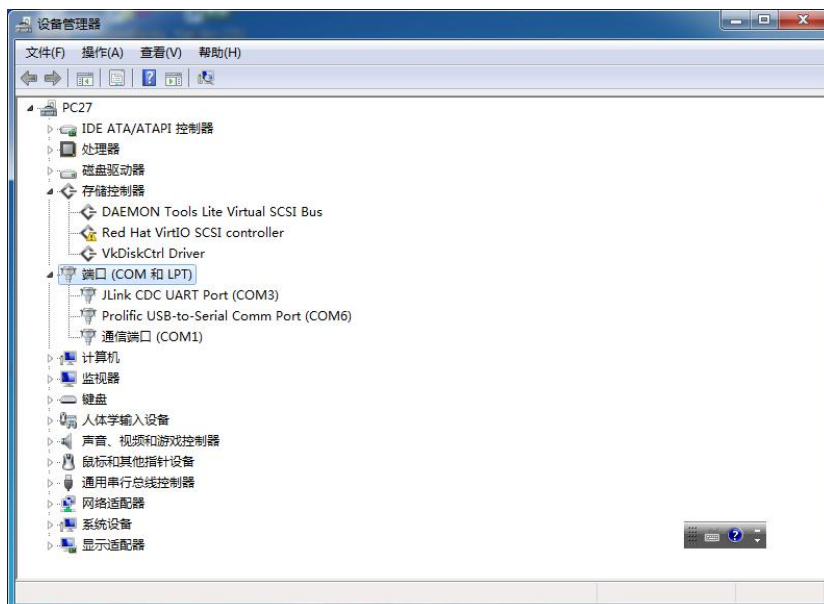 设备管理器
文件(F) 操作(A) 查看(V) 帮助(H)
PC27
IDE ATA/ATAPI 控制器
处理器
磁盘驱动器
存储控制器
DAEMON Tools Lite Virtual SCSI Bus
Red Hat VirtIO SCSI controller
VkDiskCtrl Driver
端口 (COM 和 LPT)
JLink CDC UART Port (COM3)
Prolific USB-to-Serial Comm Port (COM6)
通信端口 (COM1)
计算机
监视器
键盘
人体学输入设备
声音、视频和游戏控制器
鼠标和其他指针设备
通用串行总线控制器
网络适配器
系统设备
显示适配器